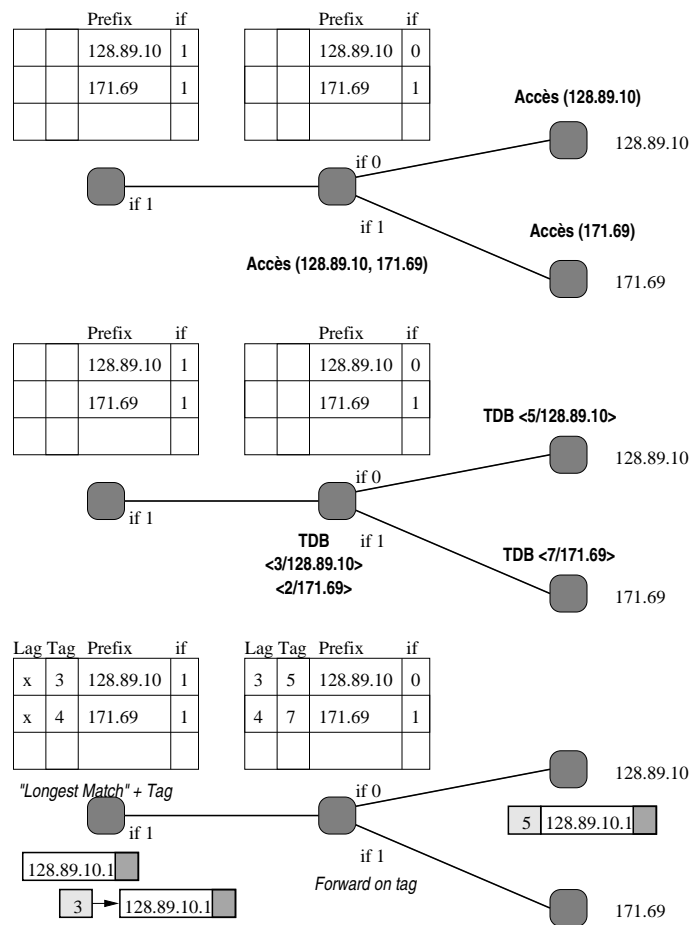 Prefix if
128.89.10 1
171.69 1
Prefix if
128.89.10 0
171.69 1
Accès (128.89.10)
128.89.10
if 0
if 1
if 1
Accès (171.69)
Accès (128.89.10, 171.69)
171.69
Prefix if
128.89.10 1
171.69 1
Prefix if
128.89.10 0
171.69 1
TDB <5/128.89.10>
128.89.10
if 0
if 1
TDB
<3/128.89.10>
<2/171.69>
if 1
TDB <7/171.69>
171.69
Lag Tag Prefix if
x 3 128.89.10 1
x 4 171.69 1
Lag Tag Prefix if
3 5 128.89.10 0
4 7 171.69 1
"Longest Match" + Tag
128.89.10
if 0
if 1
5 128.89.10.1
if 1
128.89.10.1
Forward on tag
3 128.89.10.1
171.69